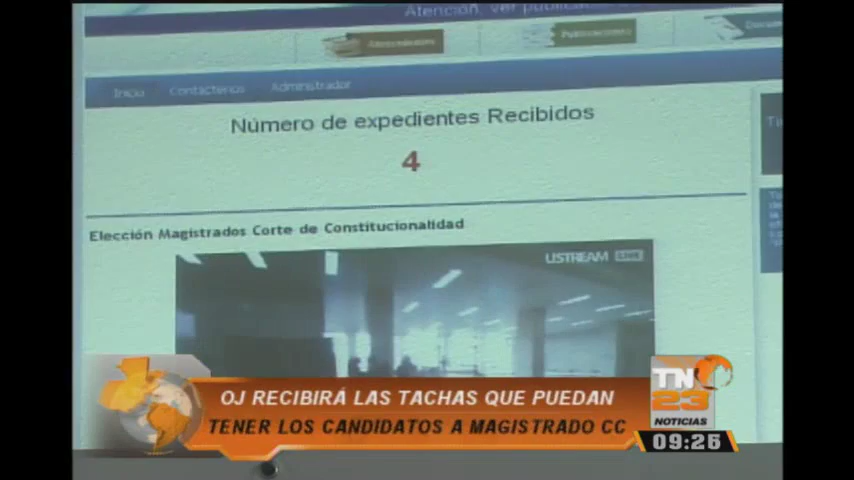 Atención, ver
Inicio Contáctenos Administrador
Número de expedientes Recibidos
4
Elección Magistrados Corte de Constitucionalidad
USTREAM LIVE
OJ RECIBIRÁ LAS TACHAS QUE PUEDAN
TENER LOS CANDIDATOS A MAGISTRADO CC
TN
23
NOTICIAS
09:26